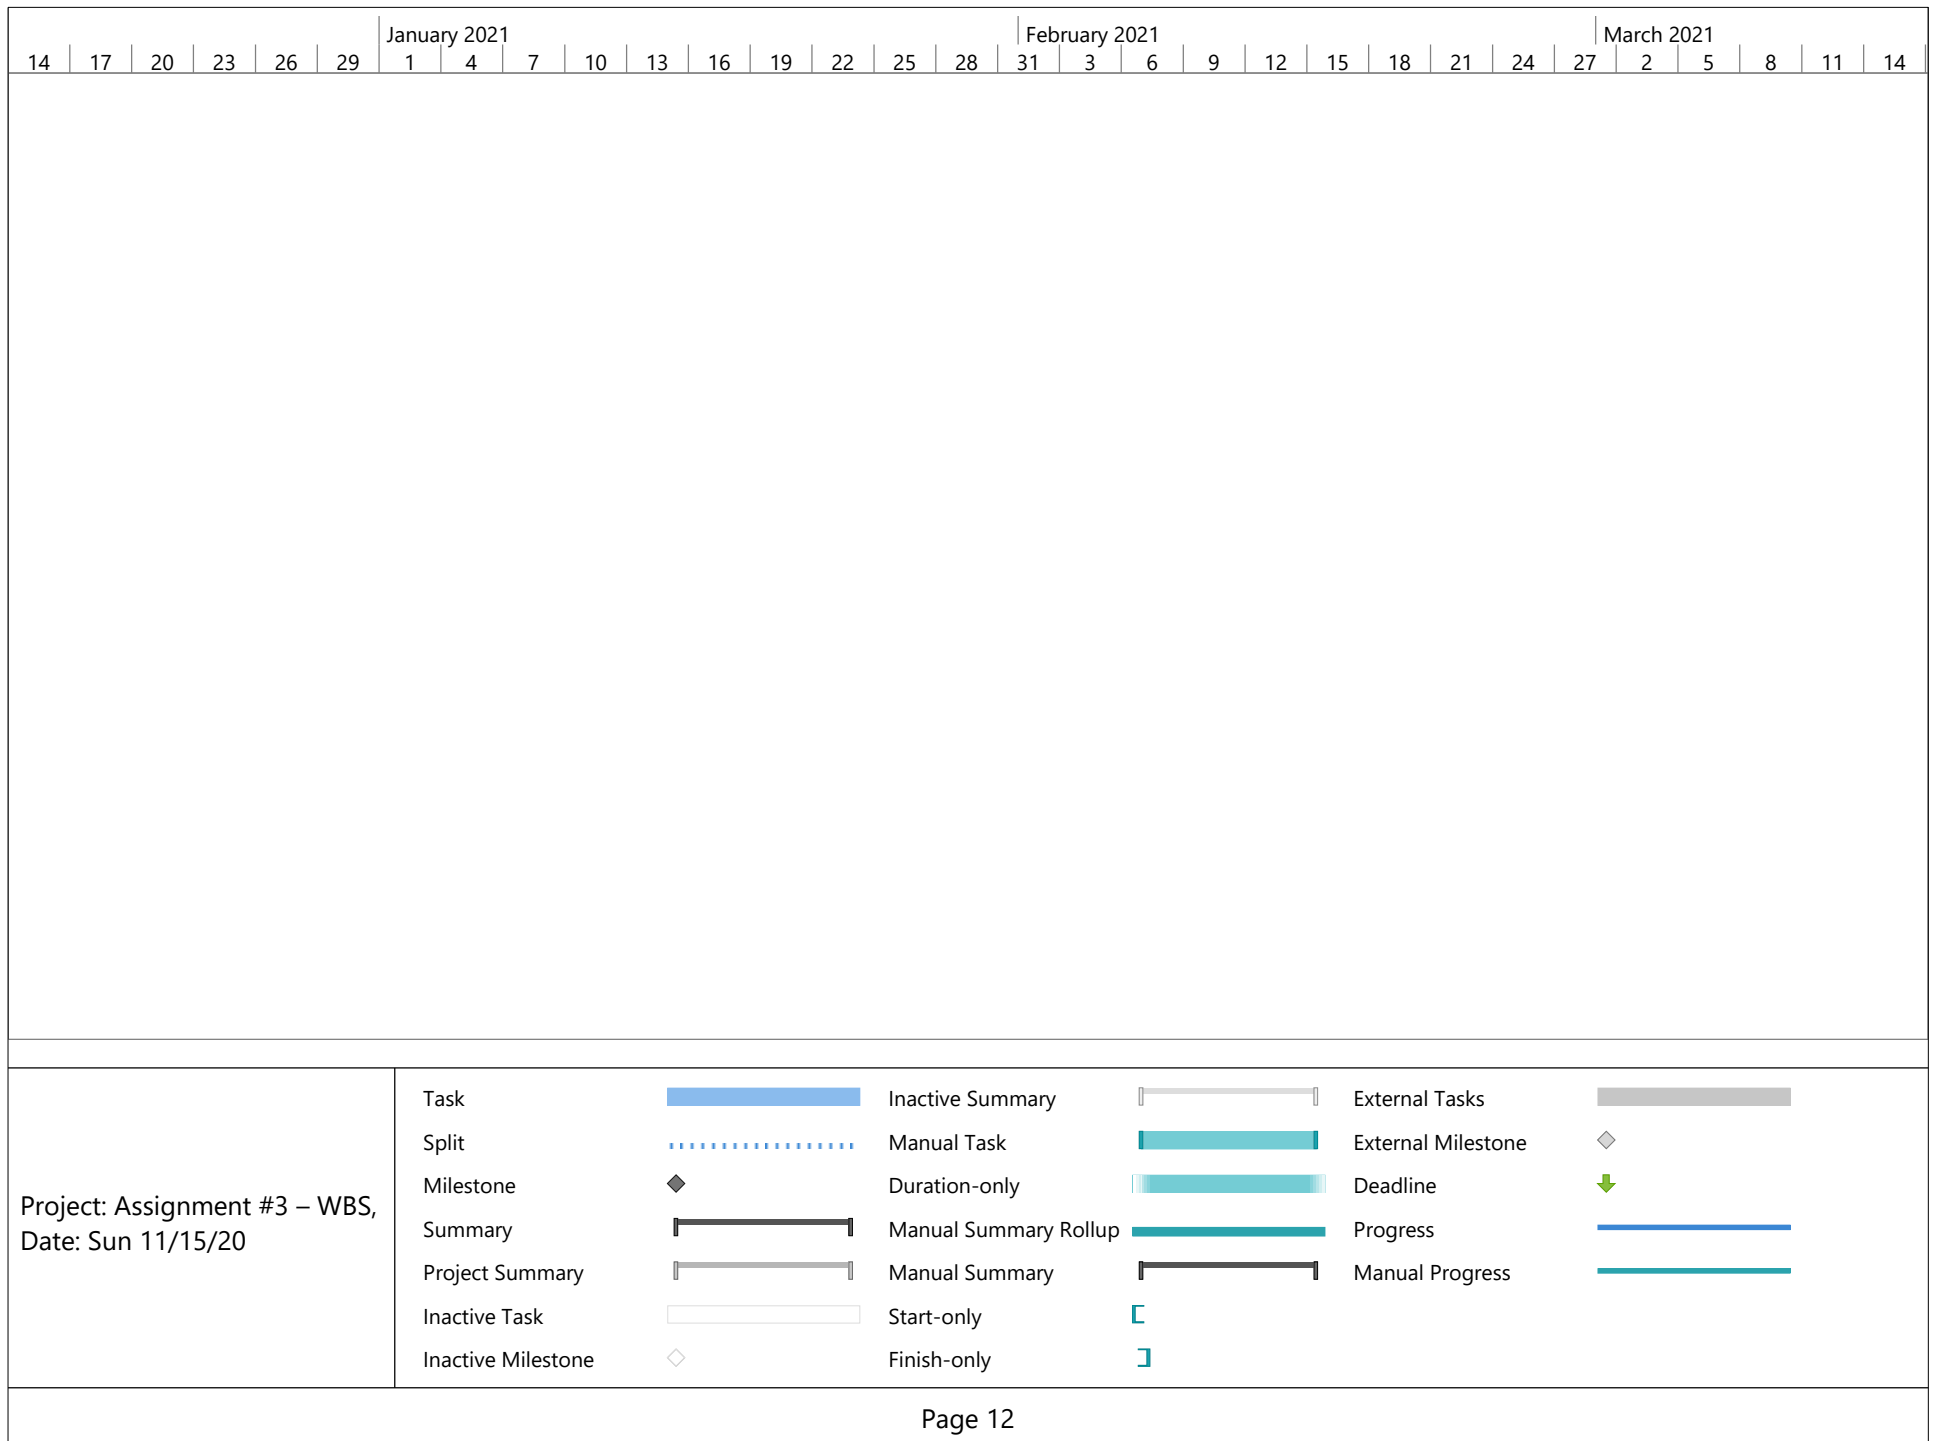 January 2021 February 2021 March 2021
14 17 20 23 26 29 1 4 7 10 13 16 19 22 25 28 31 3 6 9 12 15 18 21 24 27 2 5 8 11 14
Project: Assignment #3 – WBS,
Date: Sun 11/15/20
Task
Split
Milestone
Summary
Project Summary
Inactive Task
Inactive Milestone
Inactive Summary
Manual Task
Duration-only
Manual Summary Rollup
Manual Summary
Start-only
Finish-only
External Tasks
External Milestone
Deadline
Progress
Manual Progress
Page 12